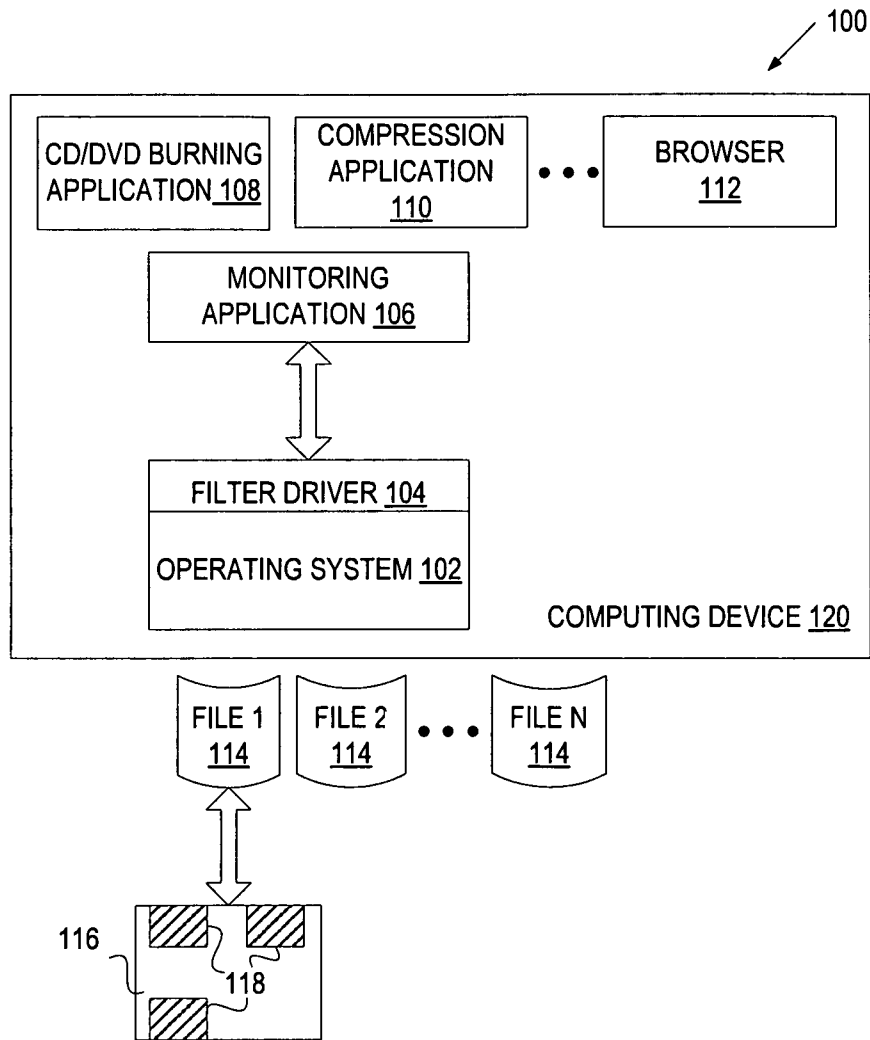 100
CD/DVD BURNING
APPLICATION 108
COMPRESSION
APPLICATION
110
BROWSER
112
MONITORING
APPLICATION 106
FILTER DRIVER 104
OPERATING SYSTEM 102
COMPUTING DEVICE 120
FILE 1
114
FILE 2
114
FILE N
114
116
118